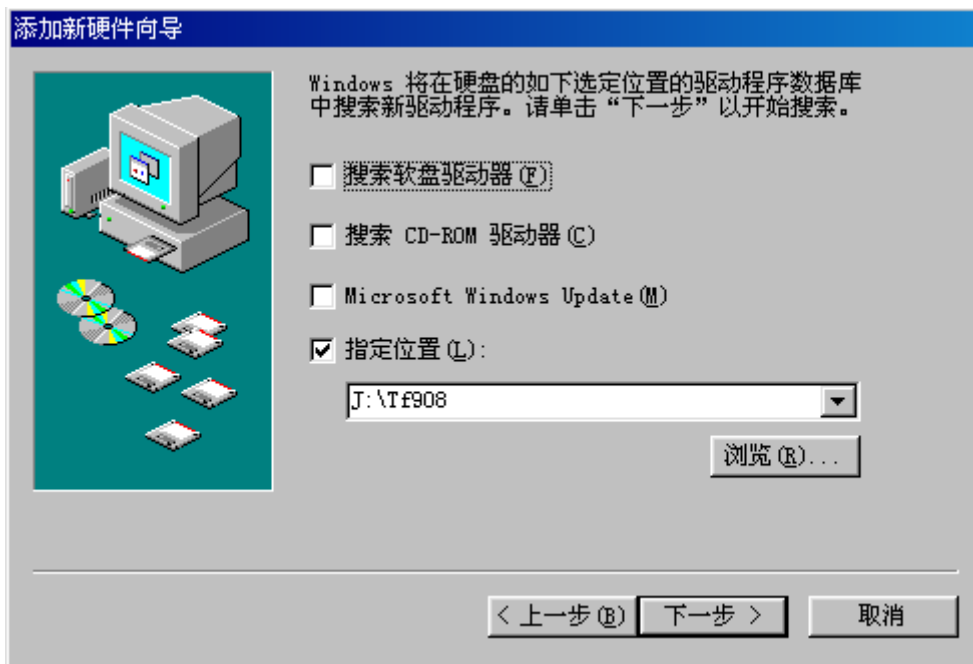 添加新硬件向导
Windows 将在硬盘的如下选定位置的驱动程序数据库
中搜索新驱动程序。请单击“下一步”以开始搜索。
搜索软盘驱动器(F)
搜索 CD-ROM 驱动器(C)
Microsoft Windows Update(M)
指定位置(L):
J:\Tf908
浏览(R)...
< 上一步(B)
下一步 >
取消